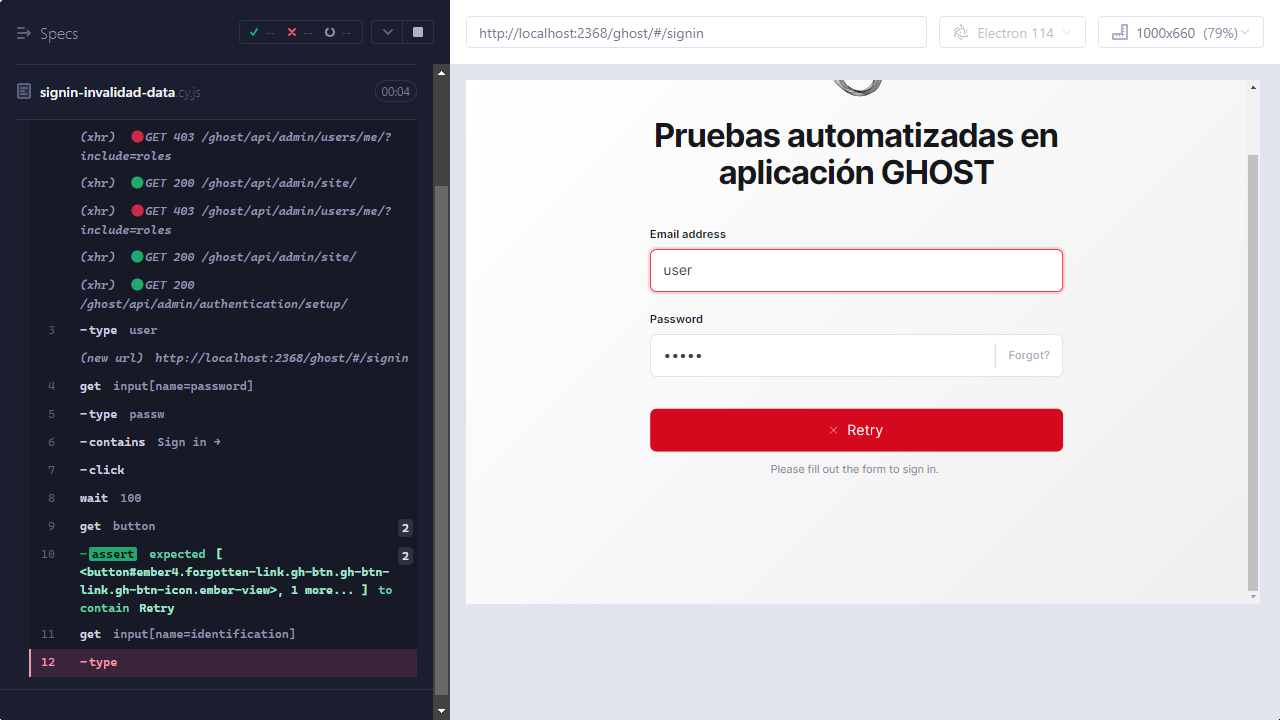 Specs
--
--
--
signin-invalidad-data.cy.js
00:04
(xhr) GET 403 /ghost/api/admin/users/me/?
include=roles
(xhr) GET 200 /ghost/api/admin/site/
(xhr) GET 403 /ghost/api/admin/users/me/?
include=roles
(xhr) GET 200 /ghost/api/admin/site/
(xhr) GET 200
/ghost/api/admin/authentication/setup/
3 -type user
(new url) http://localhost:2368/ghost/#/signin
4 get input[name=password]
5 -type passw
6 -contains Sign in →
7 -click
8 wait 100
9 get button 2
10 -assert expected [ 2
<button#ember4.forgotten-link.gh-btn.gh-btn-
link.gh-btn-icon.ember-view>, 1 more... ] to
contain Retry
11 get input[name=identification]
12 -type
http://localhost:2368/ghost/#/signin
Electron 114
1000x660 (79%)
Pruebas automatizadas en
aplicación GHOST
Email address
user
Password
•••••
Forgot?
× Retry
Please fill out the form to sign in.